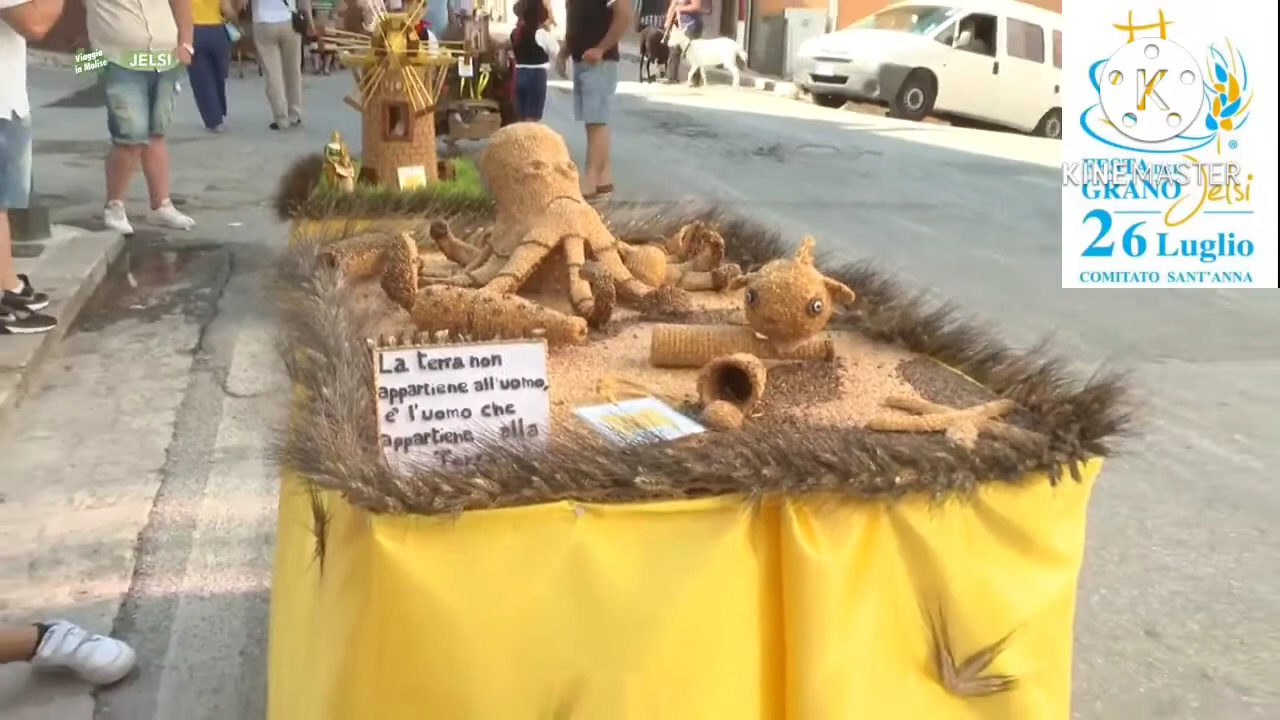 Viaggio
in Molise
JELSI
La terra non
appartiene all'uomo,
e' l'uomo che
appartiene alla
K
KINEMASTER
FESTA
GRANO Jelsi
26 Luglio
COMITATO SANT'ANNA